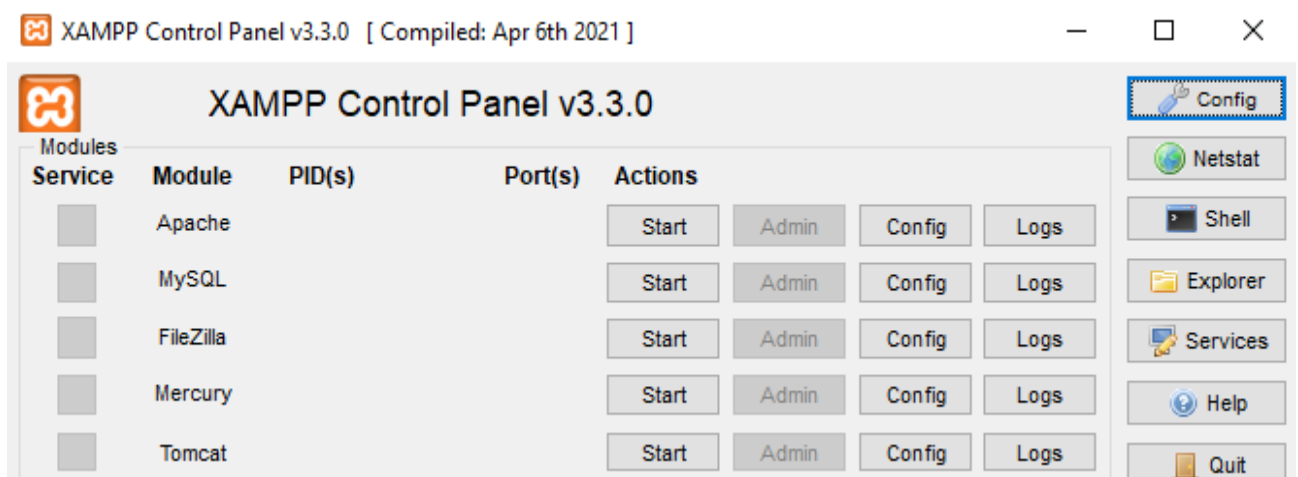 XAMPP Control Panel v3.3.0 [ Compiled: Apr 6th 2021 ]
XAMPP Control Panel v3.3.0
Config
Modules
Netstat
Service Module PID(s) Port(s) Actions
Apache Start Admin Config Logs
Shell
MySQL Start Admin Config Logs
Explorer
FileZilla Start Admin Config Logs
Services
Mercury Start Admin Config Logs
Help
Tomcat Start Admin Config Logs
Quit